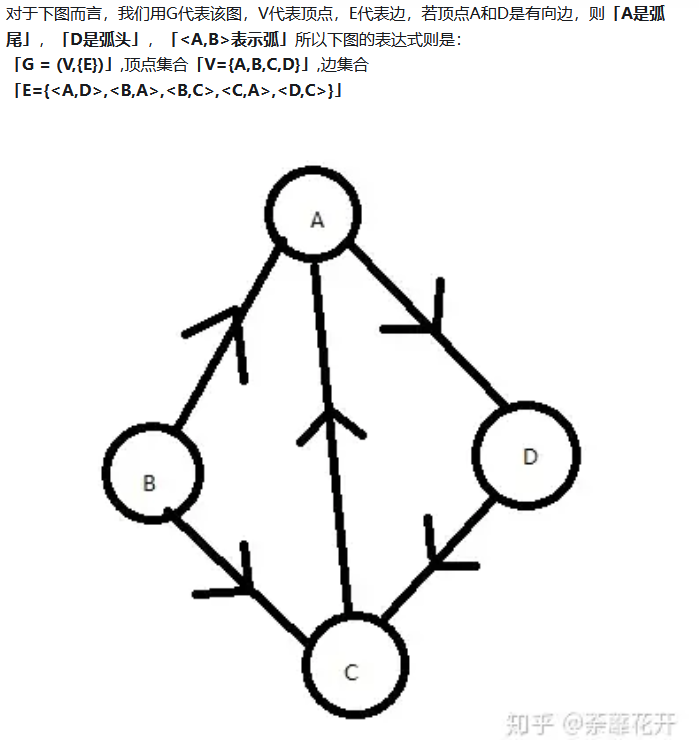 对于下图而言，我们用G代表该图，V代表顶点，E代表边，若顶点A和D是有向边，则「A是弧
尾」，「D是弧头」，「<A,B>表示弧」所以下图的表达式则是：
「G = (V,{E})」,顶点集合「V={A,B,C,D}」,边集合
「E={<A,D>,<B,A>,<B,C>,<C,A>,<D,C>}」
A
B
D
C
知乎 @荼蘼花开